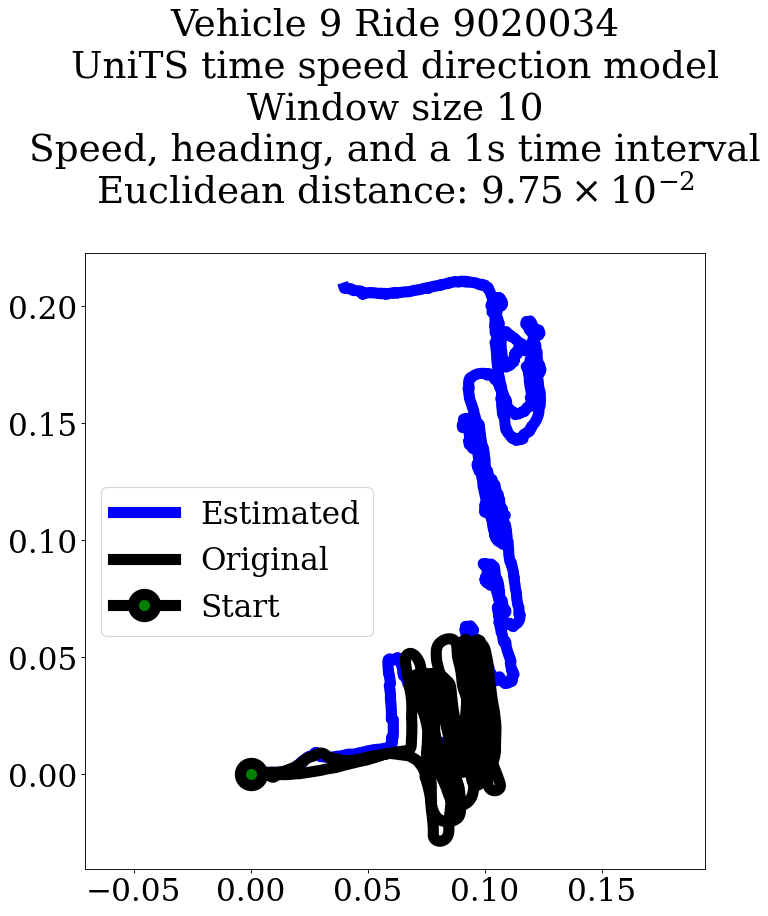 Vehicle 9 Ride 9020034
UniTS time speed direction model
Window size 10
Speed, heading, and a 1s time interval
Euclidean distance: 9.75 × 10⁻²
0.20
0.15
0.10
0.05
0.00
Estimated
Original
Start
−0.05 0.00 0.05 0.10 0.15